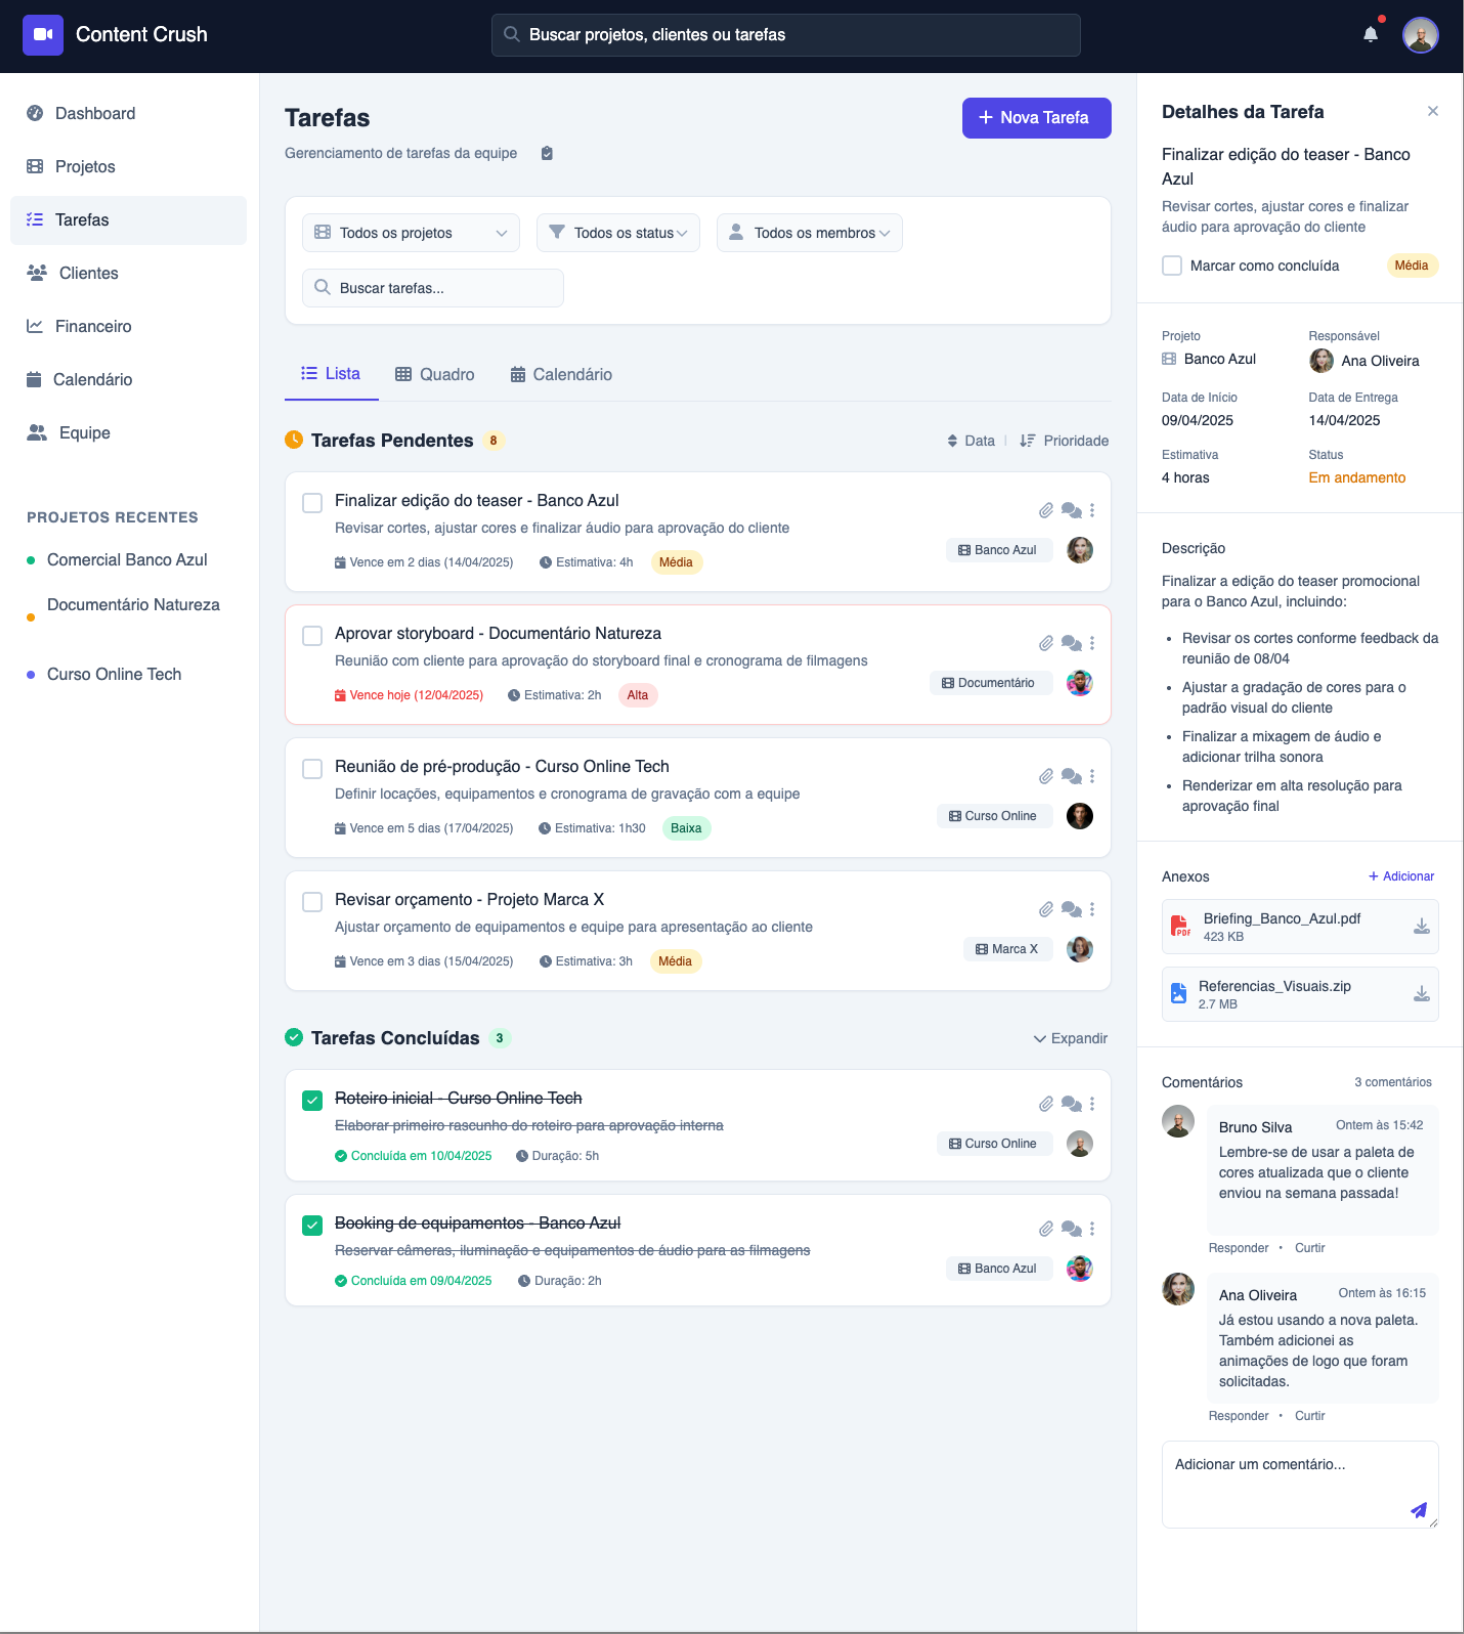 Content Crush
Buscar projetos, clientes ou tarefas
Dashboard
Projetos
Tarefas
Clientes
Financeiro
Calendário
Equipe
PROJETOS RECENTES
Comercial Banco Azul
Documentário Natureza
Curso Online Tech
Tarefas
Nova Tarefa
Gerenciamento de tarefas da equipe
Todos os projetos
Todos os status
Todos os membros
Buscar tarefas...
Lista
Quadro
Calendário
Tarefas Pendentes 8
Data
Prioridade
Finalizar edição do teaser - Banco Azul
Revisar cortes, ajustar cores e finalizar áudio para aprovação do cliente
Vence em 2 dias (14/04/2025)
Estimativa: 4h
Média
Banco Azul
Aprovar storyboard - Documentário Natureza
Reunião com cliente para aprovação do storyboard final e cronograma de filmagens
Vence hoje (12/04/2025)
Estimativa: 2h
Alta
Documentário
Reunião de pré-produção - Curso Online Tech
Definir locações, equipamentos e cronograma de gravação com a equipe
Vence em 5 dias (17/04/2025)
Estimativa: 1h30
Baixa
Curso Online
Revisar orçamento - Projeto Marca X
Ajustar orçamento de equipamentos e equipe para apresentação ao cliente
Vence em 3 dias (15/04/2025)
Estimativa: 3h
Média
Marca X
Tarefas Concluídas 3
Expandir
Roteiro inicial - Curso Online Tech
Elaborar primeiro rascunho do roteiro para aprovação interna
Concluída em 10/04/2025
Duração: 5h
Curso Online
Booking de equipamentos - Banco Azul
Reservar câmeras, iluminação e equipamentos de áudio para as filmagens
Concluída em 09/04/2025
Duração: 2h
Banco Azul
Detalhes da Tarefa
Finalizar edição do teaser - Banco
Azul
Revisar cortes, ajustar cores e finalizar
áudio para aprovação do cliente
Marcar como concluída
Média
Projeto
Banco Azul
Responsável
Ana Oliveira
Data de Início
09/04/2025
Data de Entrega
14/04/2025
Estimativa
4 horas
Status
Em andamento
Descrição
Finalizar a edição do teaser promocional
para o Banco Azul, incluindo:
• Revisar os cortes conforme feedback da
reunião de 08/04
• Ajustar a gradação de cores para o
padrão visual do cliente
• Finalizar a mixagem de áudio e
adicionar trilha sonora
• Renderizar em alta resolução para
aprovação final
Anexos
+ Adicionar
PDF
Briefing_Banco_Azul.pdf
423 KB
Referencias_Visuais.zip
2.7 MB
Comentários
3 comentários
Bruno Silva
Ontem às 15:42
Lembre-se de usar a paleta de
cores atualizada que o cliente
enviou na semana passada!
Responder • Curtir
Ana Oliveira
Ontem às 16:15
Já estou usando a nova paleta.
Também adicionei as
animações de logo que foram
solicitadas.
Responder • Curtir
Adicionar um comentário...